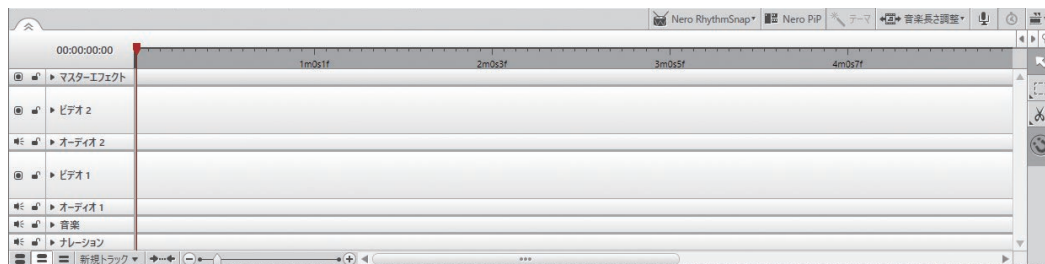 Nero RhythmSnap Nero PiP テーマ 音楽長さ調整
00:00:00:00
1m0s1f 2m0s3f 3m0s5f 4m0s7f
マスターエフェクト
ビデオ 2
オーディオ 2
ビデオ 1
オーディオ 1
音楽
ナレーション
新規トラック